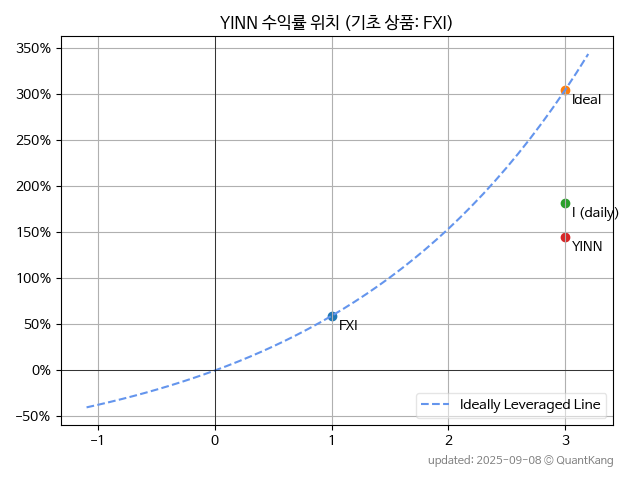 YINN 수익률 위치 (기초 상품: FXI)
350%
300%
250%
200%
150%
100%
50%
0%
−50%
Ideal
I (daily)
YINN
FXI
Ideally Leveraged Line
−1
0
1
2
3
updated: 2025-09-08 © QuantKang